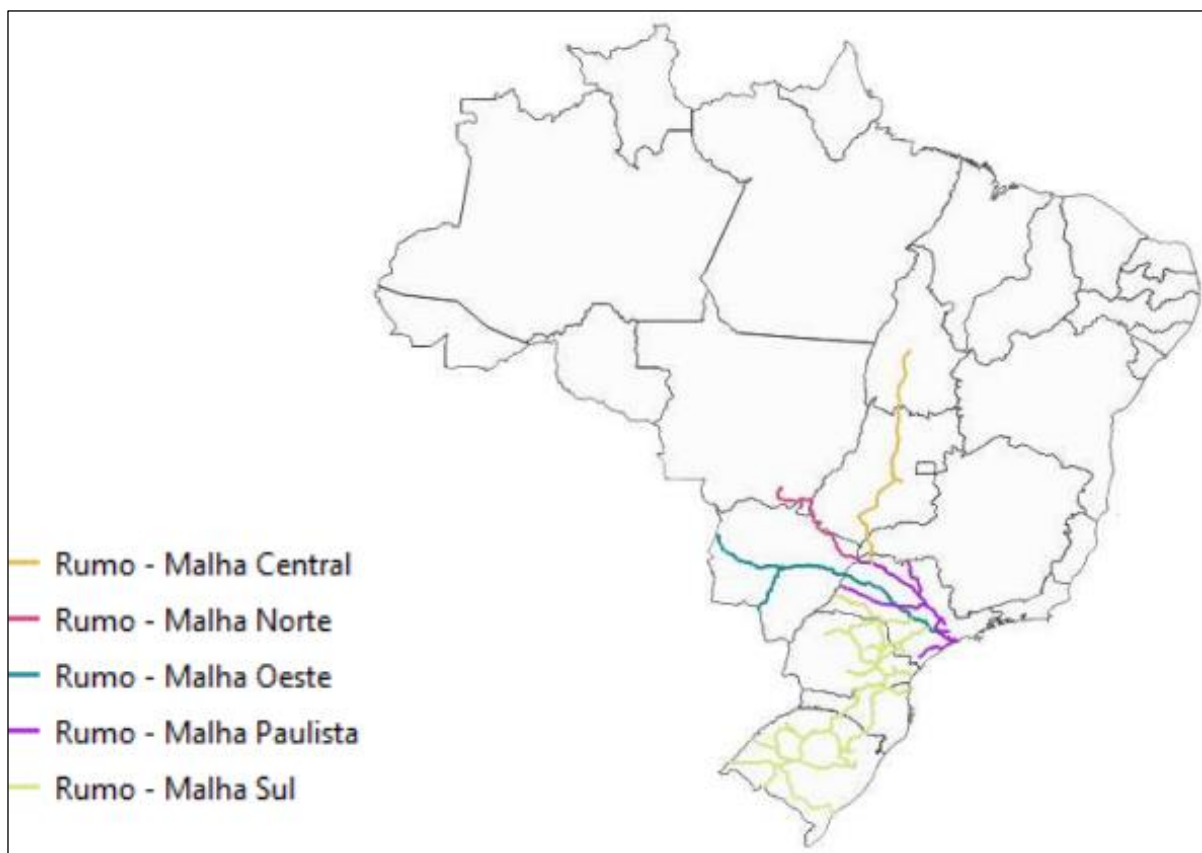 Rumo - Malha Central
Rumo - Malha Norte
Rumo - Malha Oeste
Rumo - Malha Paulista
Rumo - Malha Sul